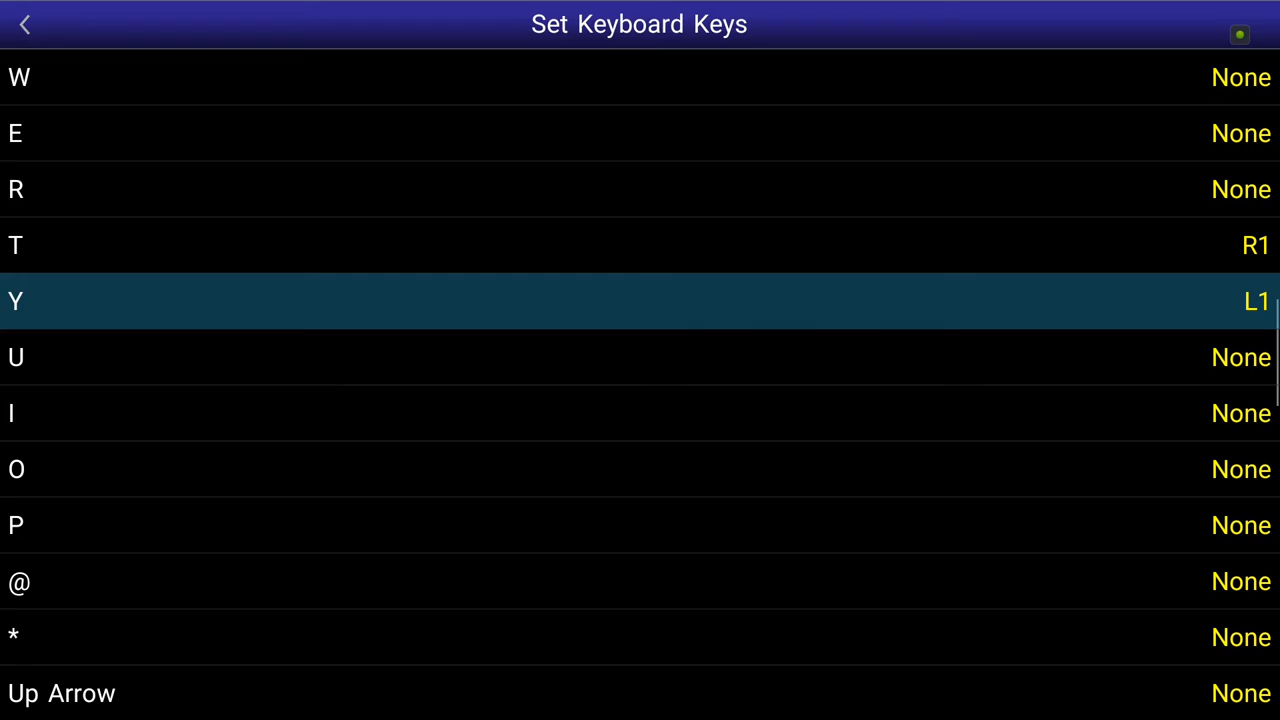 Set Keyboard Keys
W None
E None
R None
T R1
Y L1
U None
I None
O None
P None
@ None
* None
Up Arrow None